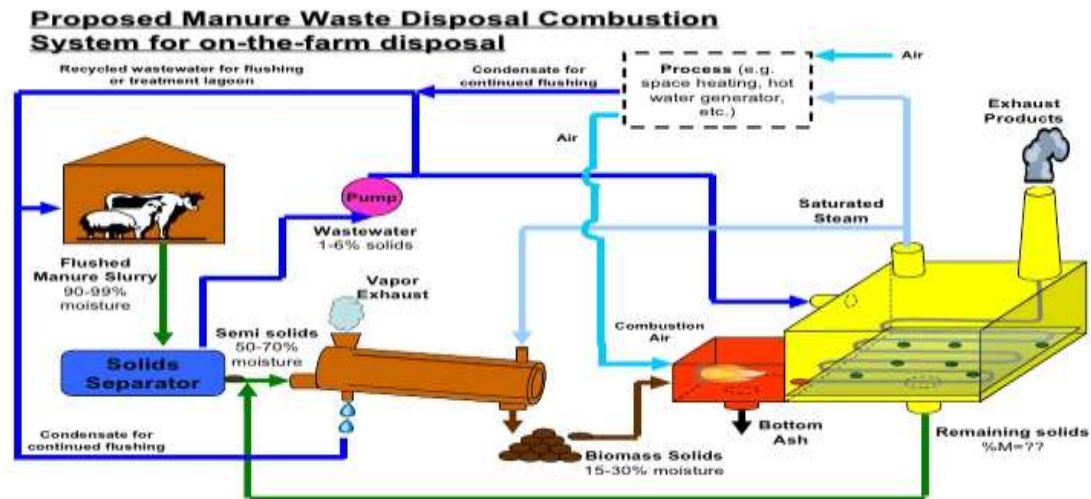 Proposed Manure Waste Disposal Combustion
System for on-the-farm disposal
Recycled wastewater for flushing
or treatment lagoon
Condensate for
continued flushing
Process (e.g.
space heating, hot
water generator,
etc.)
Air
Exhaust
Products
Air
Pump
Wastewater
1-6% solids
Saturated
Steam
Flushed
Manure Slurry
90-99%
moisture
Vapor
Exhaust
Semi solids
50-70%
moisture
Combustion
Air
Solids
Separator
Condensate for
continued flushing
Biomass Solids
15-30% moisture
Bottom
Ash
Remaining solids
%M=??